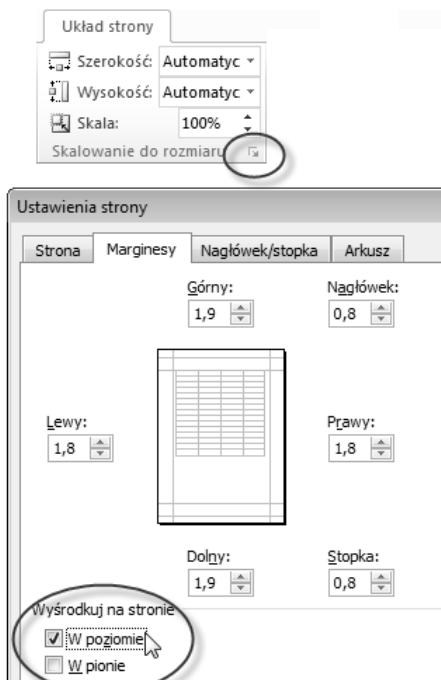 Układ strony
Szerokość: Automatyc
Wysokość: Automatyc
Skala: 100%
Skalowanie do rozmiaru
Ustawienia strony
Strona Marginesy Nagłówek/stopka Arkusz
Górny: Nagłówek:
1,9 0,8
Lewy: Prawy:
1,8 1,8
Dolny: Stopka:
1,9 0,8
Wyśrodkuj na stronie
W poziomie
W pionie